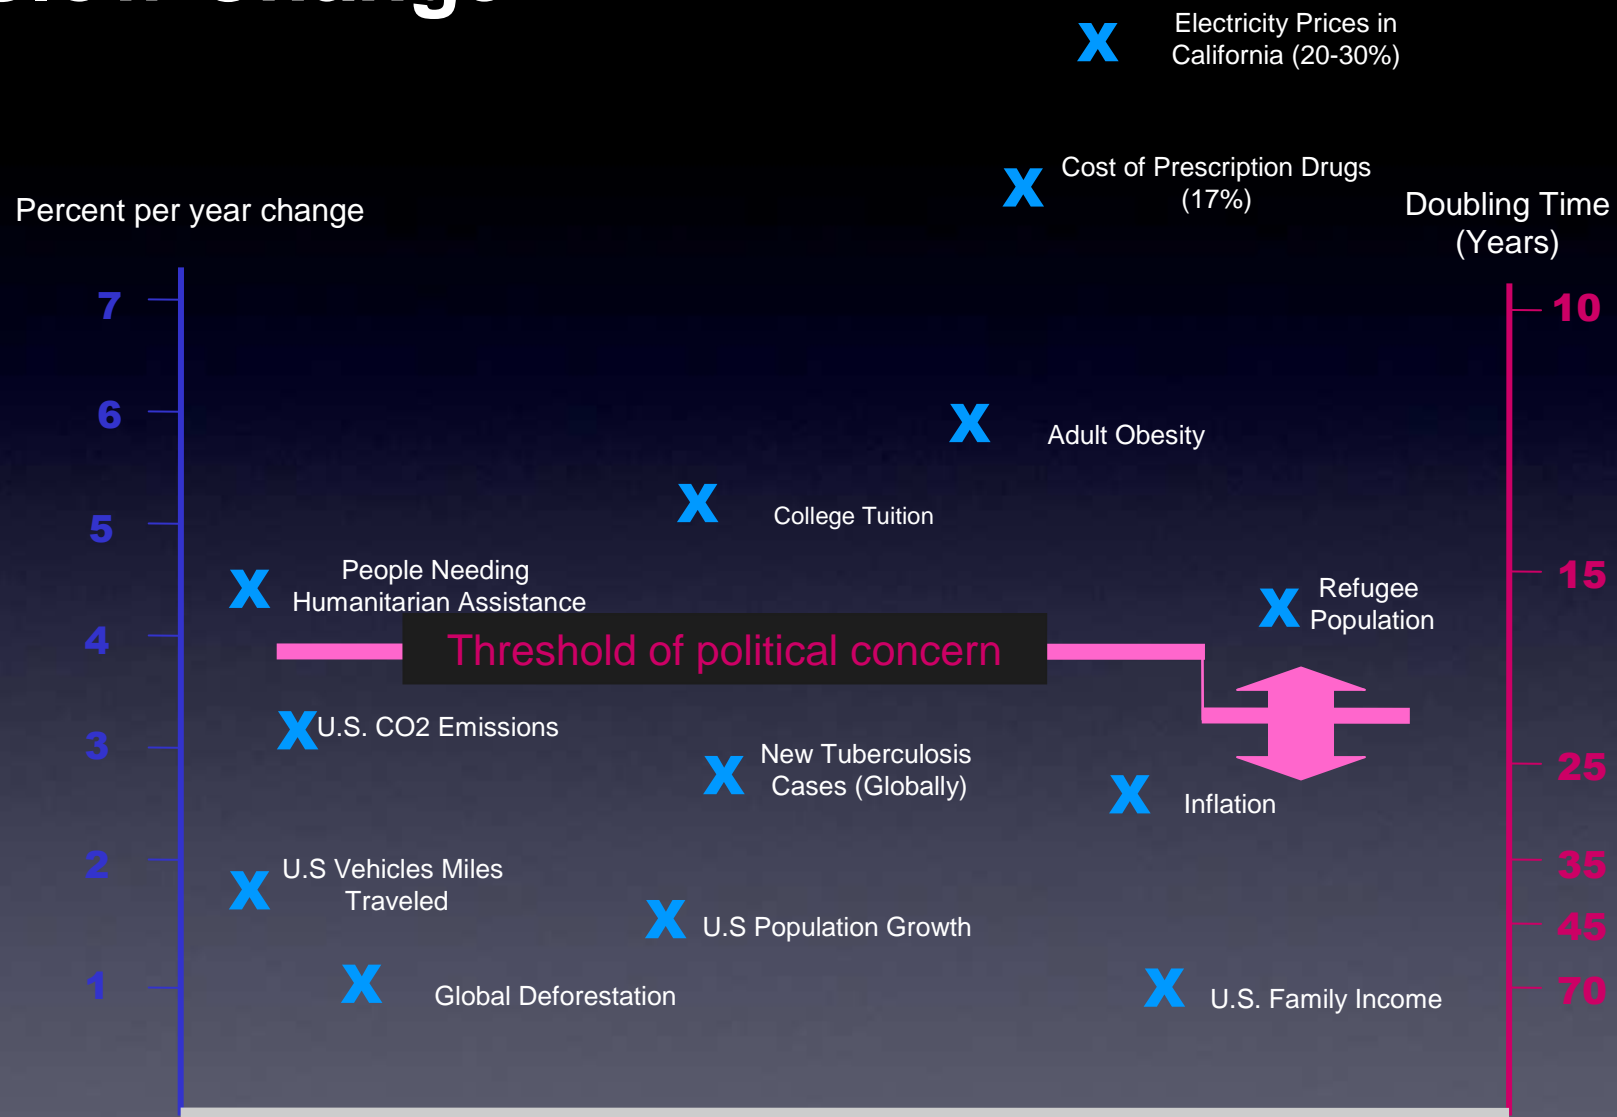 Change
Electricity Prices in
California (20-30%)
Cost of Prescription Drugs
(17%)
Percent per year change
Doubling Time
(Years)
7
10
6
X Adult Obesity
X College Tuition
5
X People Needing
Humanitarian Assistance
15
X Refugee
Population
4
Threshold of political concern
X U.S. CO2 Emissions
3
X New Tuberculosis
Cases (Globally)
25
X Inflation
2
35
X U.S Vehicles Miles
Traveled
X U.S Population Growth
45
1
X Global Deforestation
X U.S. Family Income
70